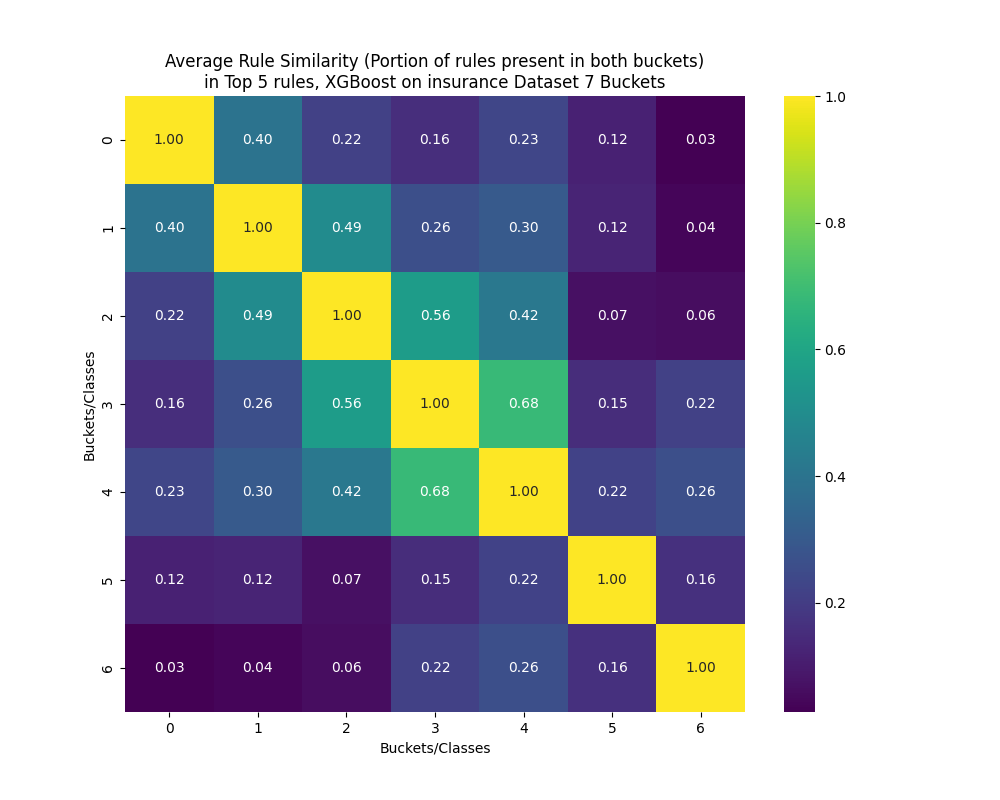 Average Rule Similarity (Portion of rules present in both buckets)
in Top 5 rules, XGBoost on insurance Dataset 7 Buckets
0 1.00 0.40 0.22 0.16 0.23 0.12 0.03
1 0.40 1.00 0.49 0.26 0.30 0.12 0.04
2 0.22 0.49 1.00 0.56 0.42 0.07 0.06
3 0.16 0.26 0.56 1.00 0.68 0.15 0.22
4 0.23 0.30 0.42 0.68 1.00 0.22 0.26
5 0.12 0.12 0.07 0.15 0.22 1.00 0.16
6 0.03 0.04 0.06 0.22 0.26 0.16 1.00
0 1 2 3 4 5 6
Buckets/Classes
Buckets/Classes
1.0
0.8
0.6
0.4
0.2